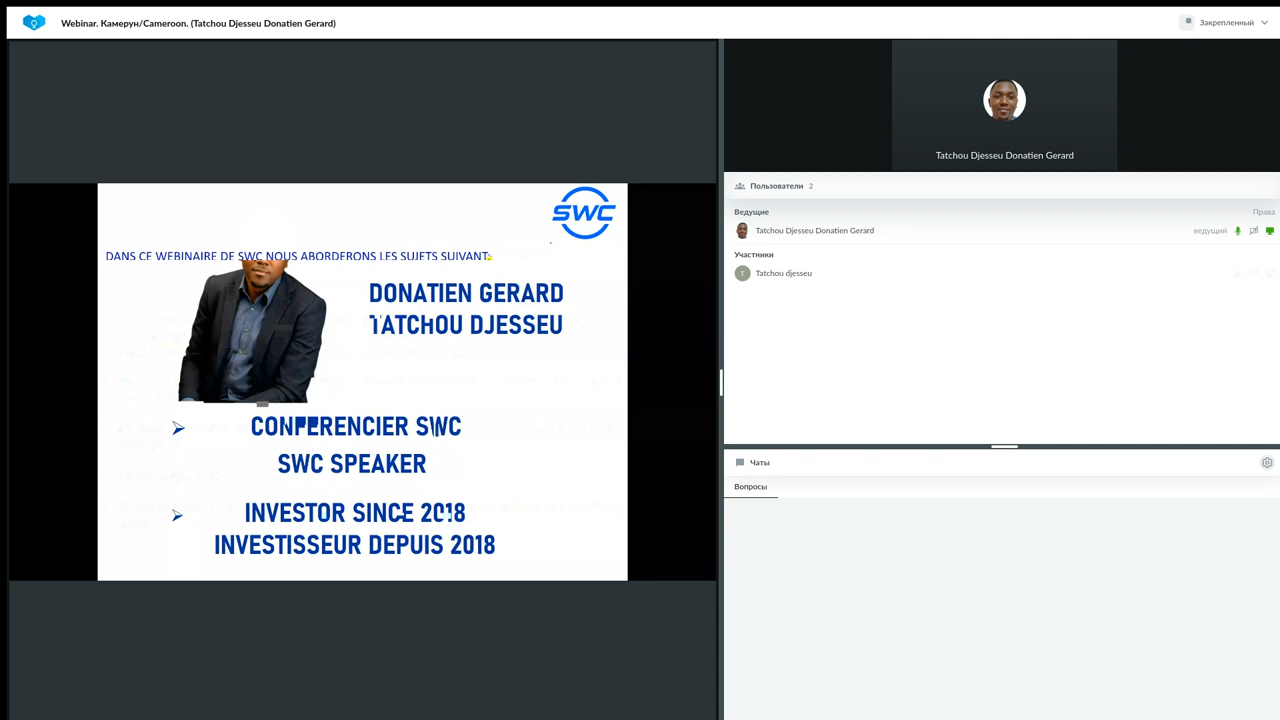 Webinar. Камерун/Cameroon. (Tatchou Djesseu Donatien Gerard)
Закрепленный
SWC
DANS CE WEBINAIRE DE SWC NOUS ABORDERONS LES SUJETS SUIVANTS
DONATIEN GERARD
TATCHOU DJESSEU
CONFERENCIER SWC
SWC SPEAKER
INVESTOR SINCE 2018
INVESTISSEUR DEPUIS 2018
Tatchou Djesseu Donatien Gerard
Пользователи 2
Ведущие Права
Tatchou Djesseu Donatien Gerard ведущий
Участники
T Tatchou djesseu
Чаты
Вопросы